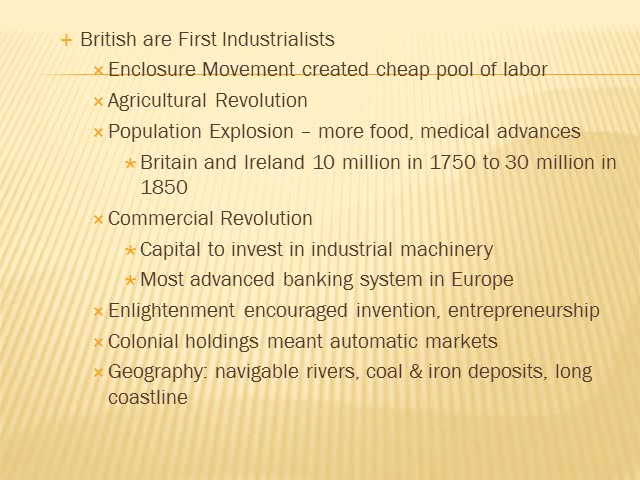 British are First Industrialists
Enclosure Movement created cheap pool of labor
Agricultural Revolution
Population Explosion – more food, medical advances
Britain and Ireland 10 million in 1750 to 30 million in
1850
Commercial Revolution
Capital to invest in industrial machinery
Most advanced banking system in Europe
Enlightenment encouraged invention, entrepreneurship
Colonial holdings meant automatic markets
Geography: navigable rivers, coal & iron deposits, long
coastline